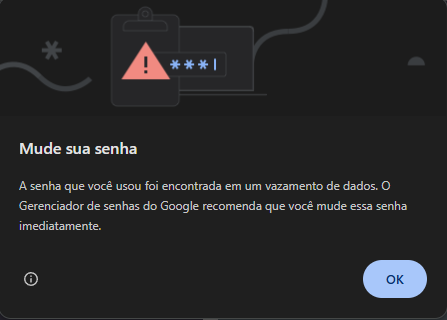 Mude sua senha
A senha que você usou foi encontrada em um vazamento de dados. O
Gerenciador de senhas do Google recomenda que você mude essa senha
imediatamente.
OK